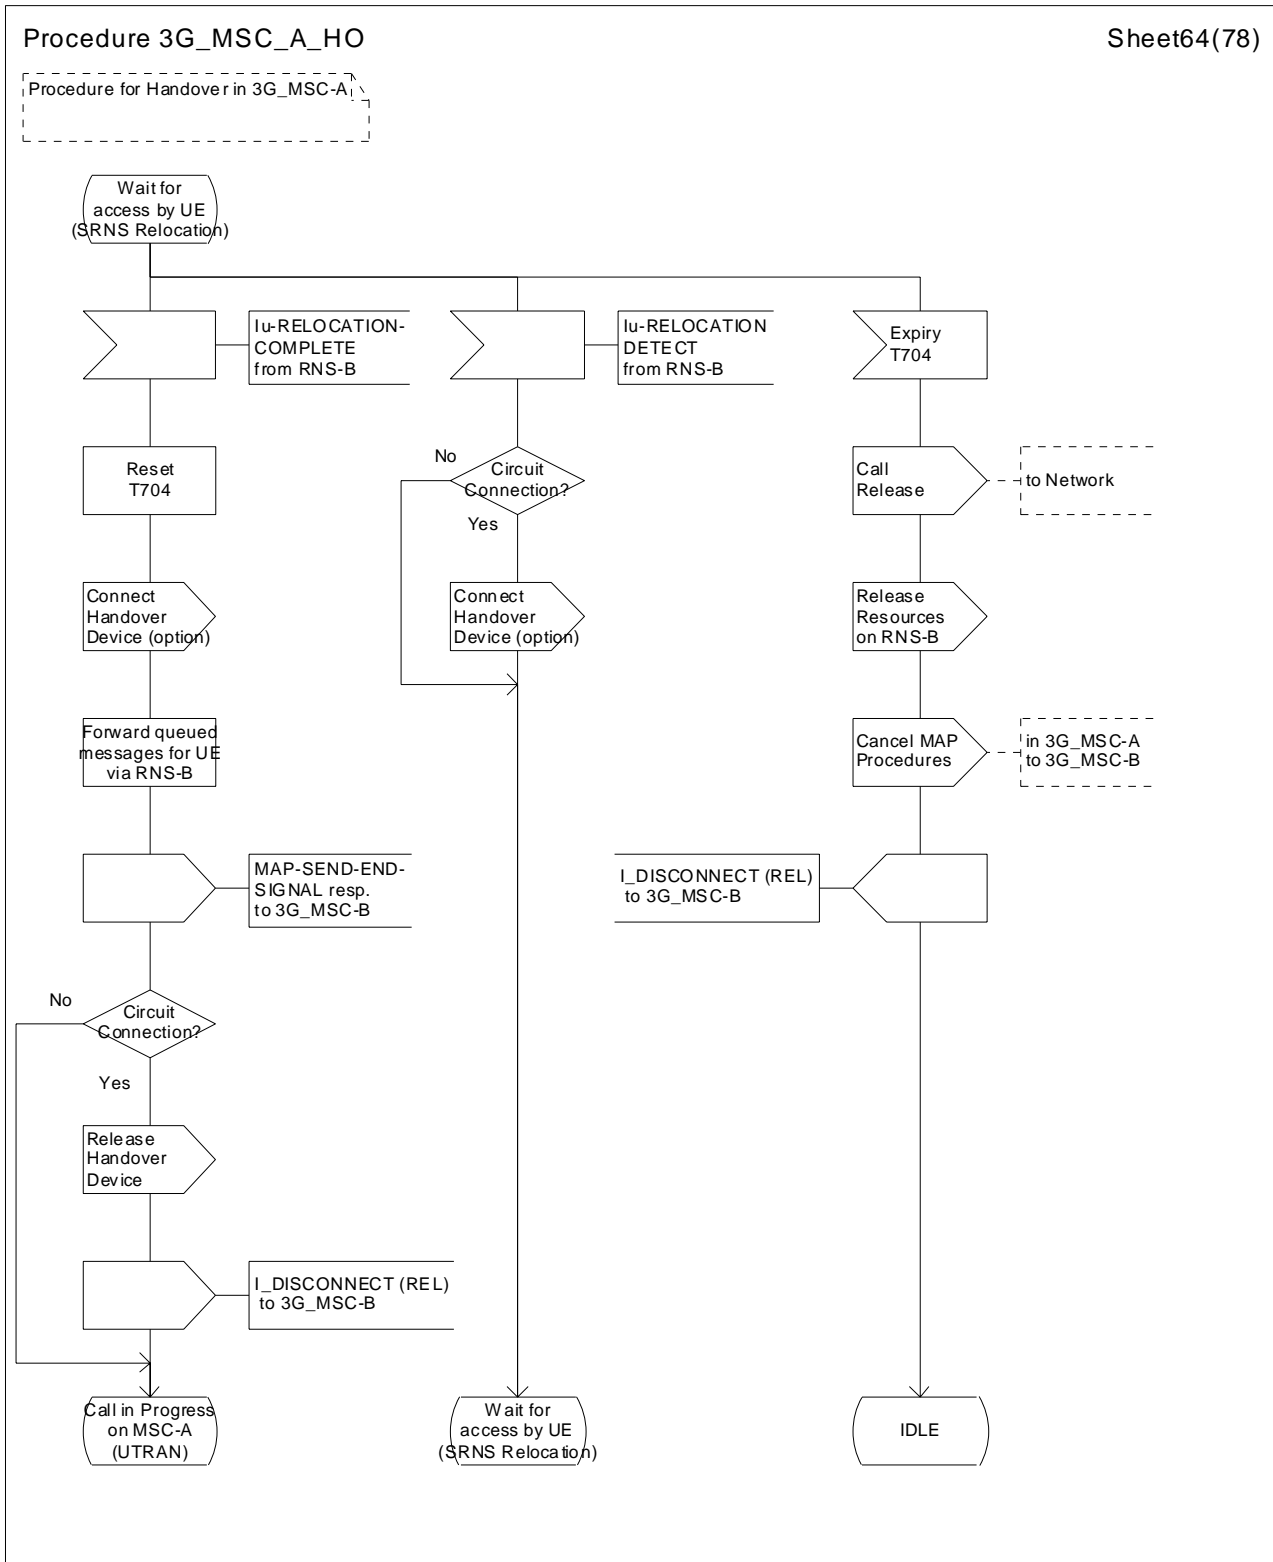 Procedure 3G_MSC_A_HO
Sheet64(78)
Procedure for Handover in 3G_MSC-A
Wait for
access by UE
(SRNS Relocation)
Iu-RELOCATION-
COMPLETE
from RNS-B
Iu-RELOCATION
DETECT
from RNS-B
Expiry
T704
Reset
T704
No
Circuit
Connection?
Yes
Call
Release
to Network
Connect
Handover
Device (option)
Connect
Handover
Device (option)
Release
Resources
on RNS-B
Forward queued
messages for UE
via RNS-B
Cancel MAP
Procedures
in 3G_MSC-A
to 3G_MSC-B
MAP-SEND-END-
SIGNAL resp.
to 3G_MSC-B
I_DISCONNECT (REL)
to 3G_MSC-B
No
Circuit
Connection?
Yes
Release
Handover
Device
I_DISCONNECT (REL)
to 3G_MSC-B
Call in Progress
on MSC-A
(UTRAN)
Wait for
access by UE
(SRNS Relocation)
IDLE